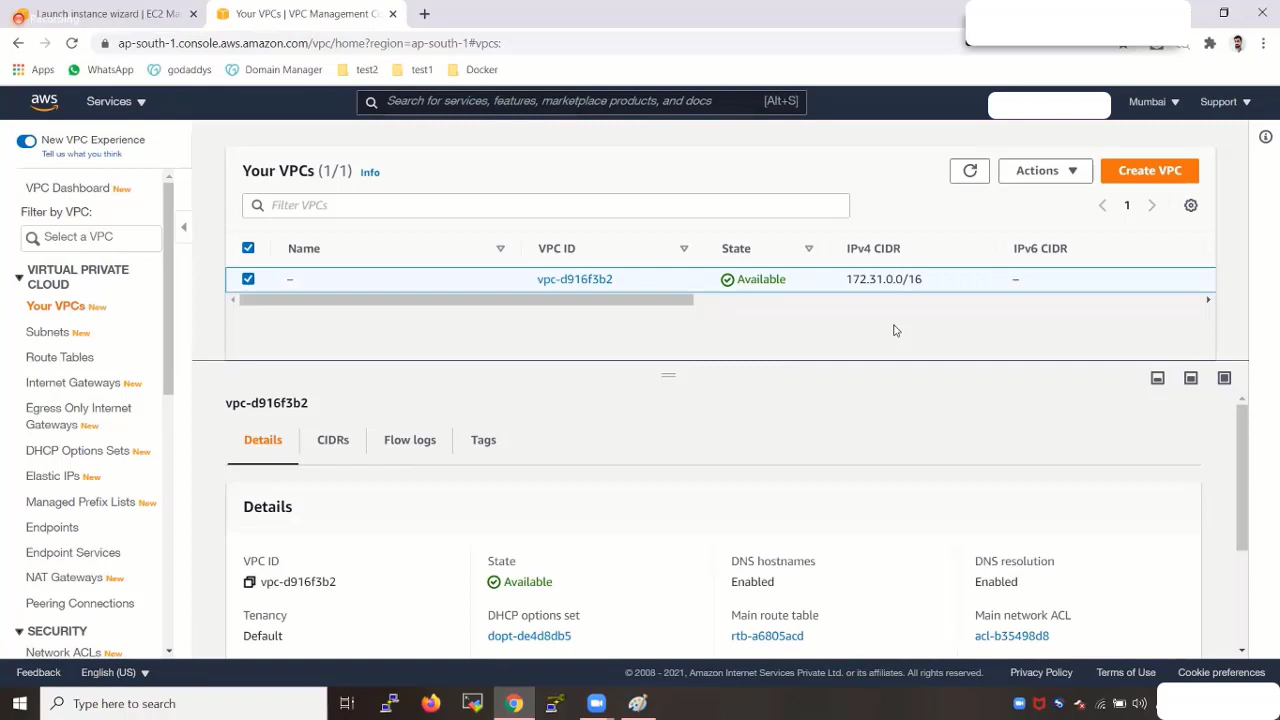 Launch instance wizard | EC2 Man
Your VPCs | VPC Management Co
Recording
ap-south-1.console.aws.amazon.com/vpc/home?region=ap-south-1#vpcs:
Apps WhatsApp godaddys Domain Manager test2 test1 Docker
aws Services Search for services, features, marketplace products, and docs [Alt+S] Mumbai Support
New VPC Experience
Tell us what you think
VPC Dashboard New
Filter by VPC:
Select a VPC
VIRTUAL PRIVATE
CLOUD
Your VPCs New
Subnets New
Route Tables
Internet Gateways New
Egress Only Internet
Gateways New
DHCP Options Sets New
Elastic IPs New
Managed Prefix Lists New
Endpoints
Endpoint Services
NAT Gateways New
Peering Connections
SECURITY
Network ACLs New
Your VPCs (1/1) Info
Actions
Create VPC
Filter VPCs
1
Name VPC ID State IPv4 CIDR IPv6 CIDR
– vpc-d916f3b2 Available 172.31.0.0/16 –
vpc-d916f3b2
Details CIDRs Flow logs Tags
Details
VPC ID State DNS hostnames DNS resolution
vpc-d916f3b2 Available Enabled Enabled
Tenancy DHCP options set Main route table Main network ACL
Default dopt-de4d8db5 rtb-a6805acd acl-b35498d8
Feedback English (US) © 2008 - 2021, Amazon Internet Services Private Ltd. or its affiliates. All rights reserved. Privacy Policy Terms of Use Cookie preferences
Type here to search